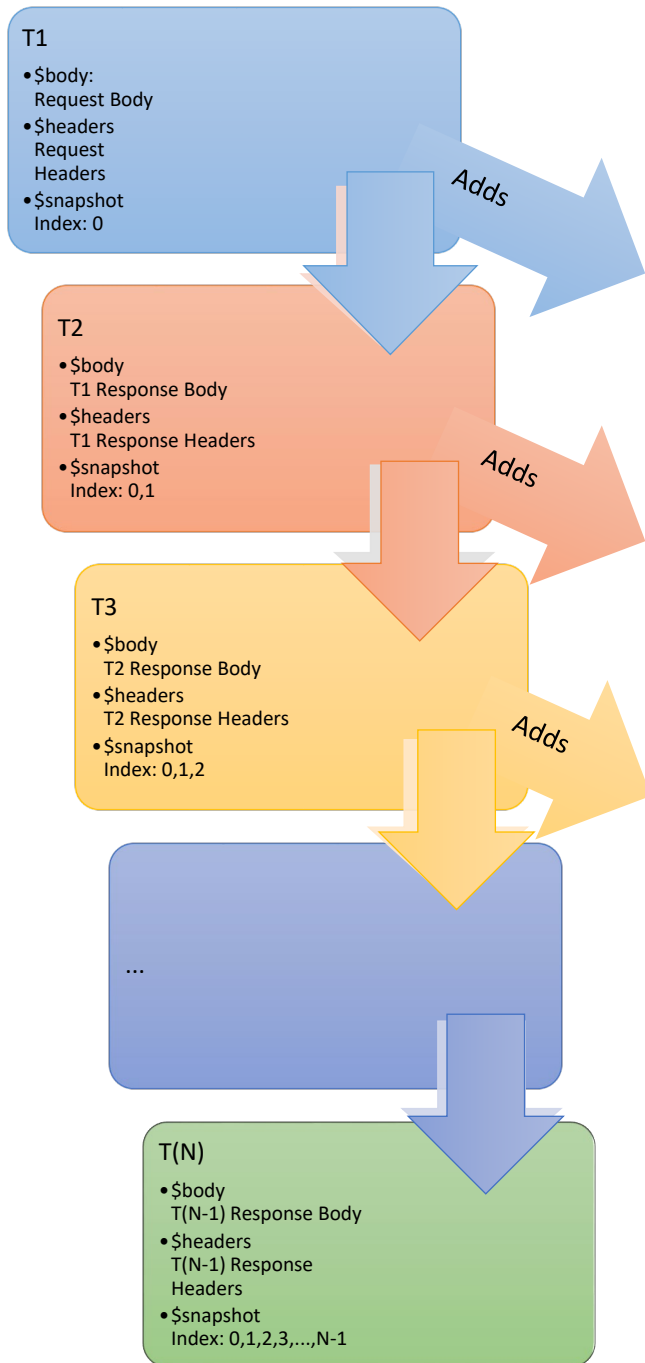 T1
•$body:
Request Body
•$headers
Request
Headers
•$snapshot
Index: 0
Adds
T2
•$body
T1 Response Body
•$headers
T1 Response Headers
•$snapshot
Index: 0,1
Adds
T3
•$body
T2 Response Body
•$headers
T2 Response Headers
•$snapshot
Index: 0,1,2
Adds
...
T(N)
•$body
T(N-1) Response Body
•$headers
T(N-1) Response
Headers
•$snapshot
Index: 0,1,2,3,...,N-1